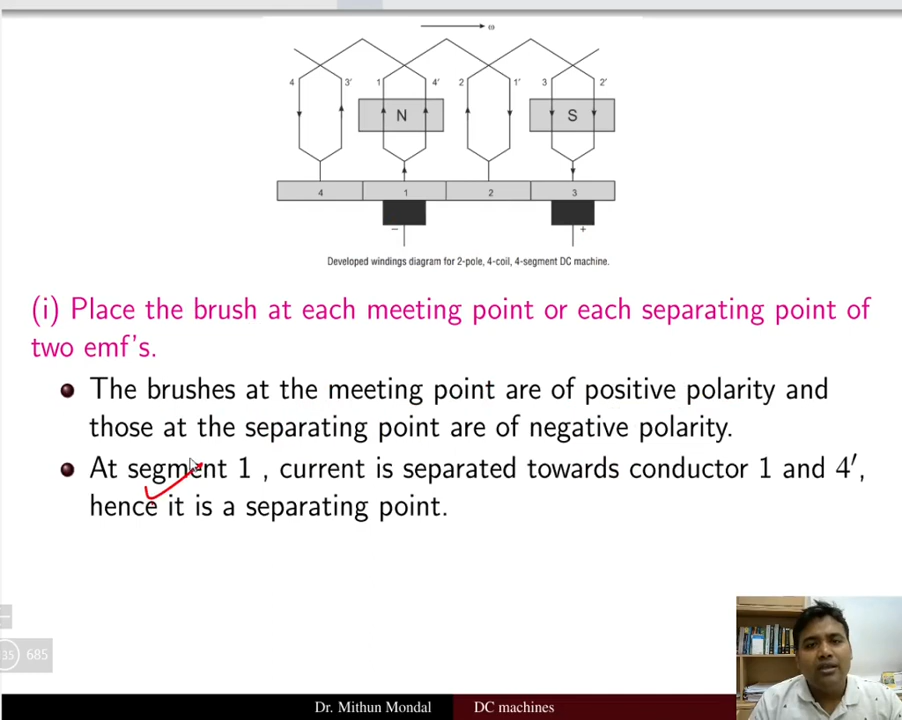 ω
4 3′ 1 4′ 2 1′ 3 2′
N S
4 1 2 3
− +
Developed windings diagram for 2-pole, 4-coil, 4-segment DC machine.
(i) Place the brush at each meeting point or each separating point of
two emf's.
The brushes at the meeting point are of positive polarity and
those at the separating point are of negative polarity.
At segment 1 , current is separated towards conductor 1 and 4′,
hence it is a separating point.
35 685
Dr. Mithun Mondal DC machines